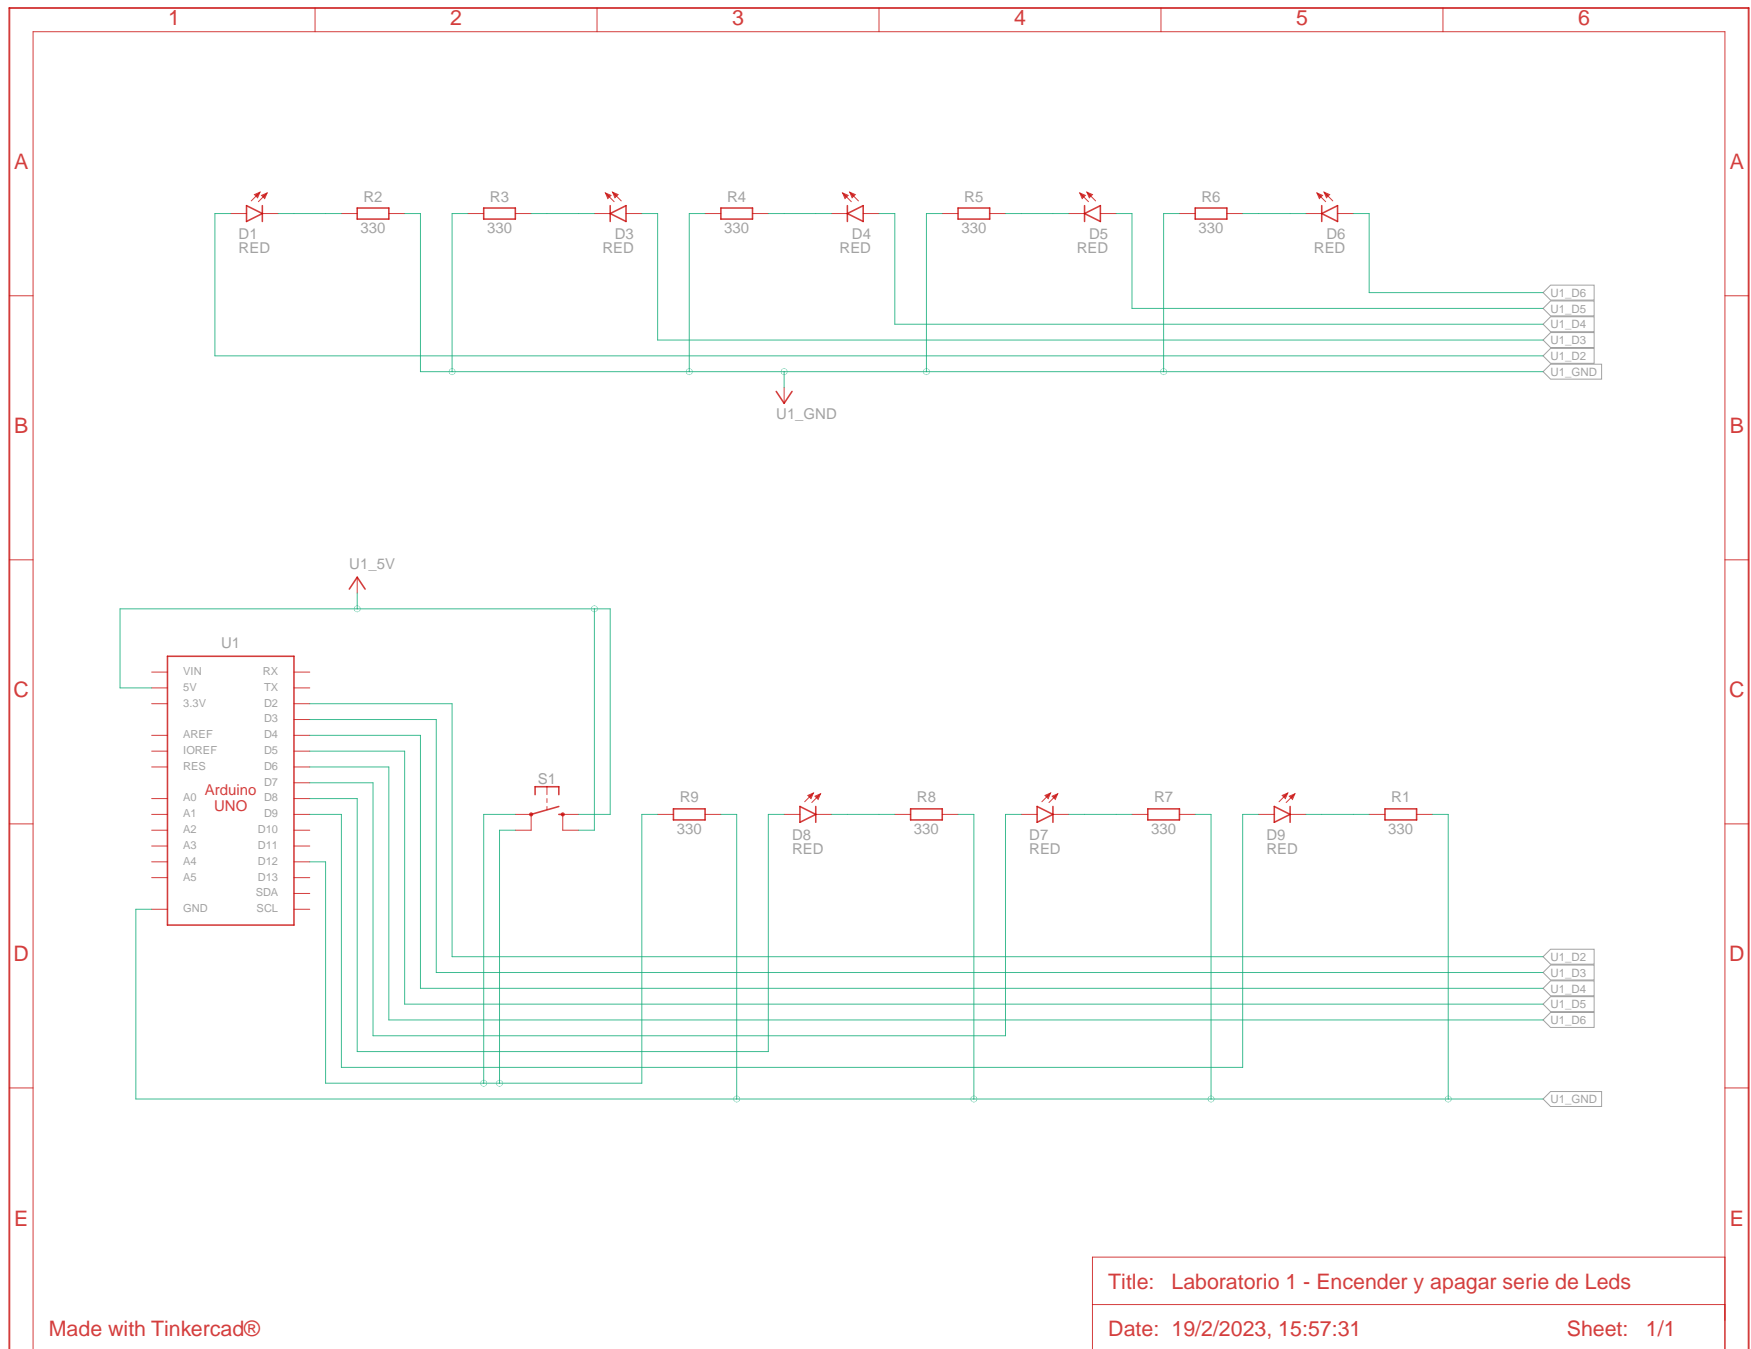 1 2 3 4 5 6
A A
R2 R3 R4 R5 R6
330 330 330 330 330
D1 D3 D4 D5 D6
RED RED RED RED RED
U1_D6
U1_D5
U1_D4
U1_D3
U1_D2
U1_GND
U1_GND
B B
U1_5V
U1
VIN RX
5V TX
3.3V D2
D3
AREF D4
IOREF D5
RES D6
D7
Arduino
UNO
A0 D8
A1 D9
A2 D10
A3 D11
A4 D12
A5 D13
SDA
GND SCL
C C
S1
R9 R8 R7 R1
330 330 330 330
D8 D7 D9
RED RED RED
D D
U1_D2
U1_D3
U1_D4
U1_D5
U1_D6
U1_GND
E E
Title: Laboratorio 1 - Encender y apagar serie de Leds
Made with Tinkercad®
Date: 19/2/2023, 15:57:31 Sheet: 1/1